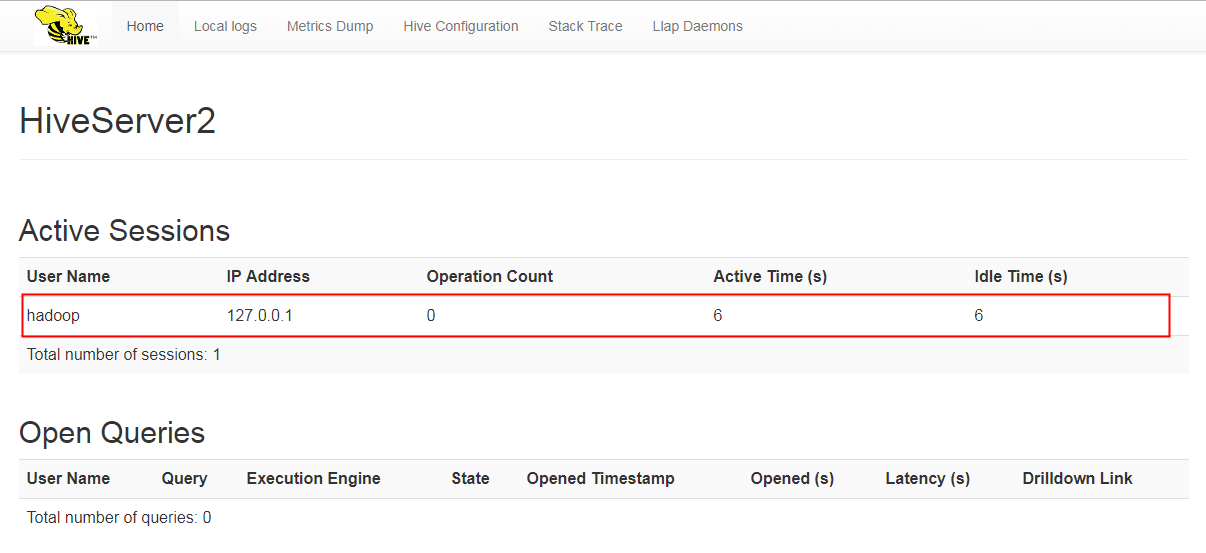 HIVE™ Home Local logs Metrics Dump Hive Configuration Stack Trace Llap Daemons
HiveServer2
Active Sessions
User Name IP Address Operation Count Active Time (s) Idle Time (s)
hadoop 127.0.0.1 0 6 6
Total number of sessions: 1
Open Queries
User Name Query Execution Engine State Opened Timestamp Opened (s) Latency (s) Drilldown Link
Total number of queries: 0